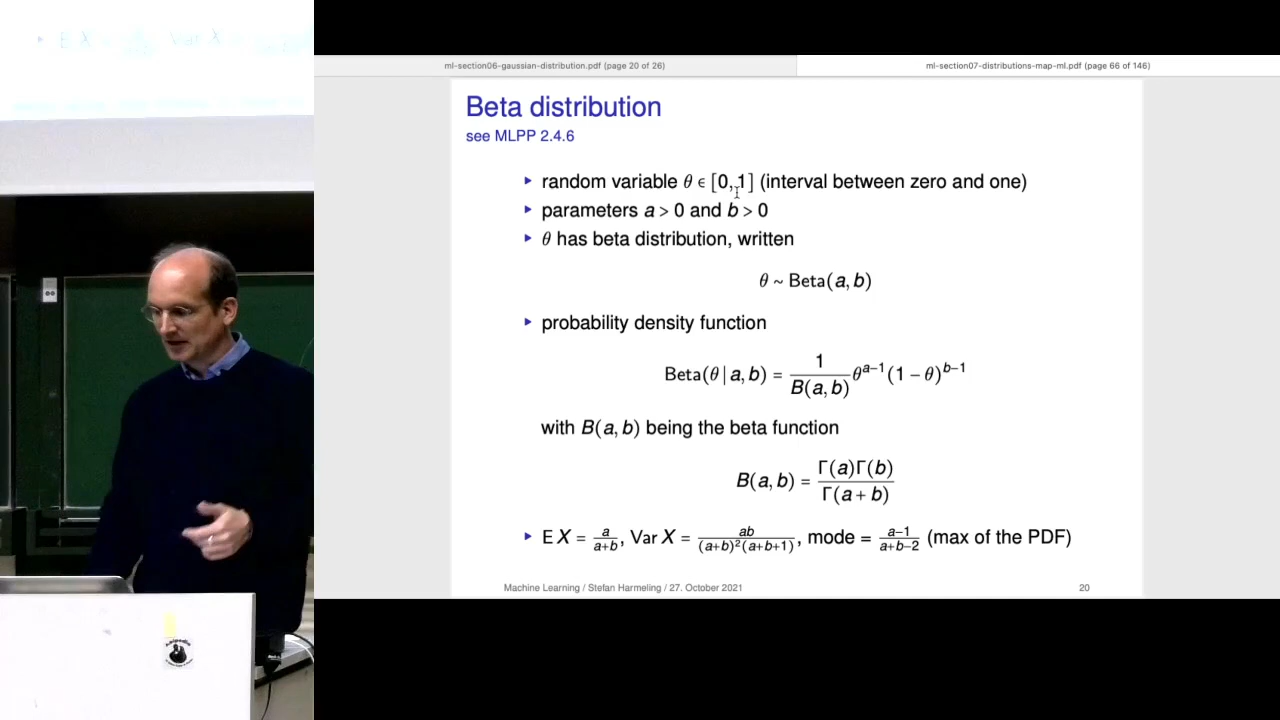 E X = Var X =
ml-section06-gaussian-distribution.pdf (page 20 of 26)
ml-section07-distributions-map-ml.pdf (page 66 of 146)
Beta distribution
see MLPP 2.4.6
▸ random variable θ ∈ [0, 1] (interval between zero and one)
▸ parameters a > 0 and b > 0
▸ θ has beta distribution, written
θ ~ Beta(a, b)
▸ probability density function
Beta(θ | a, b) = 1/B(a, b) θ^{a−1} (1 − θ)^{b−1}
with B(a, b) being the beta function
B(a, b) = Γ(a)Γ(b)/Γ(a + b)
▸ E X = a/(a+b), Var X = ab/((a+b)²(a+b+1)), mode = (a−1)/(a+b−2) (max of the PDF)
Machine Learning / Stefan Harmeling / 27. October 2021
20